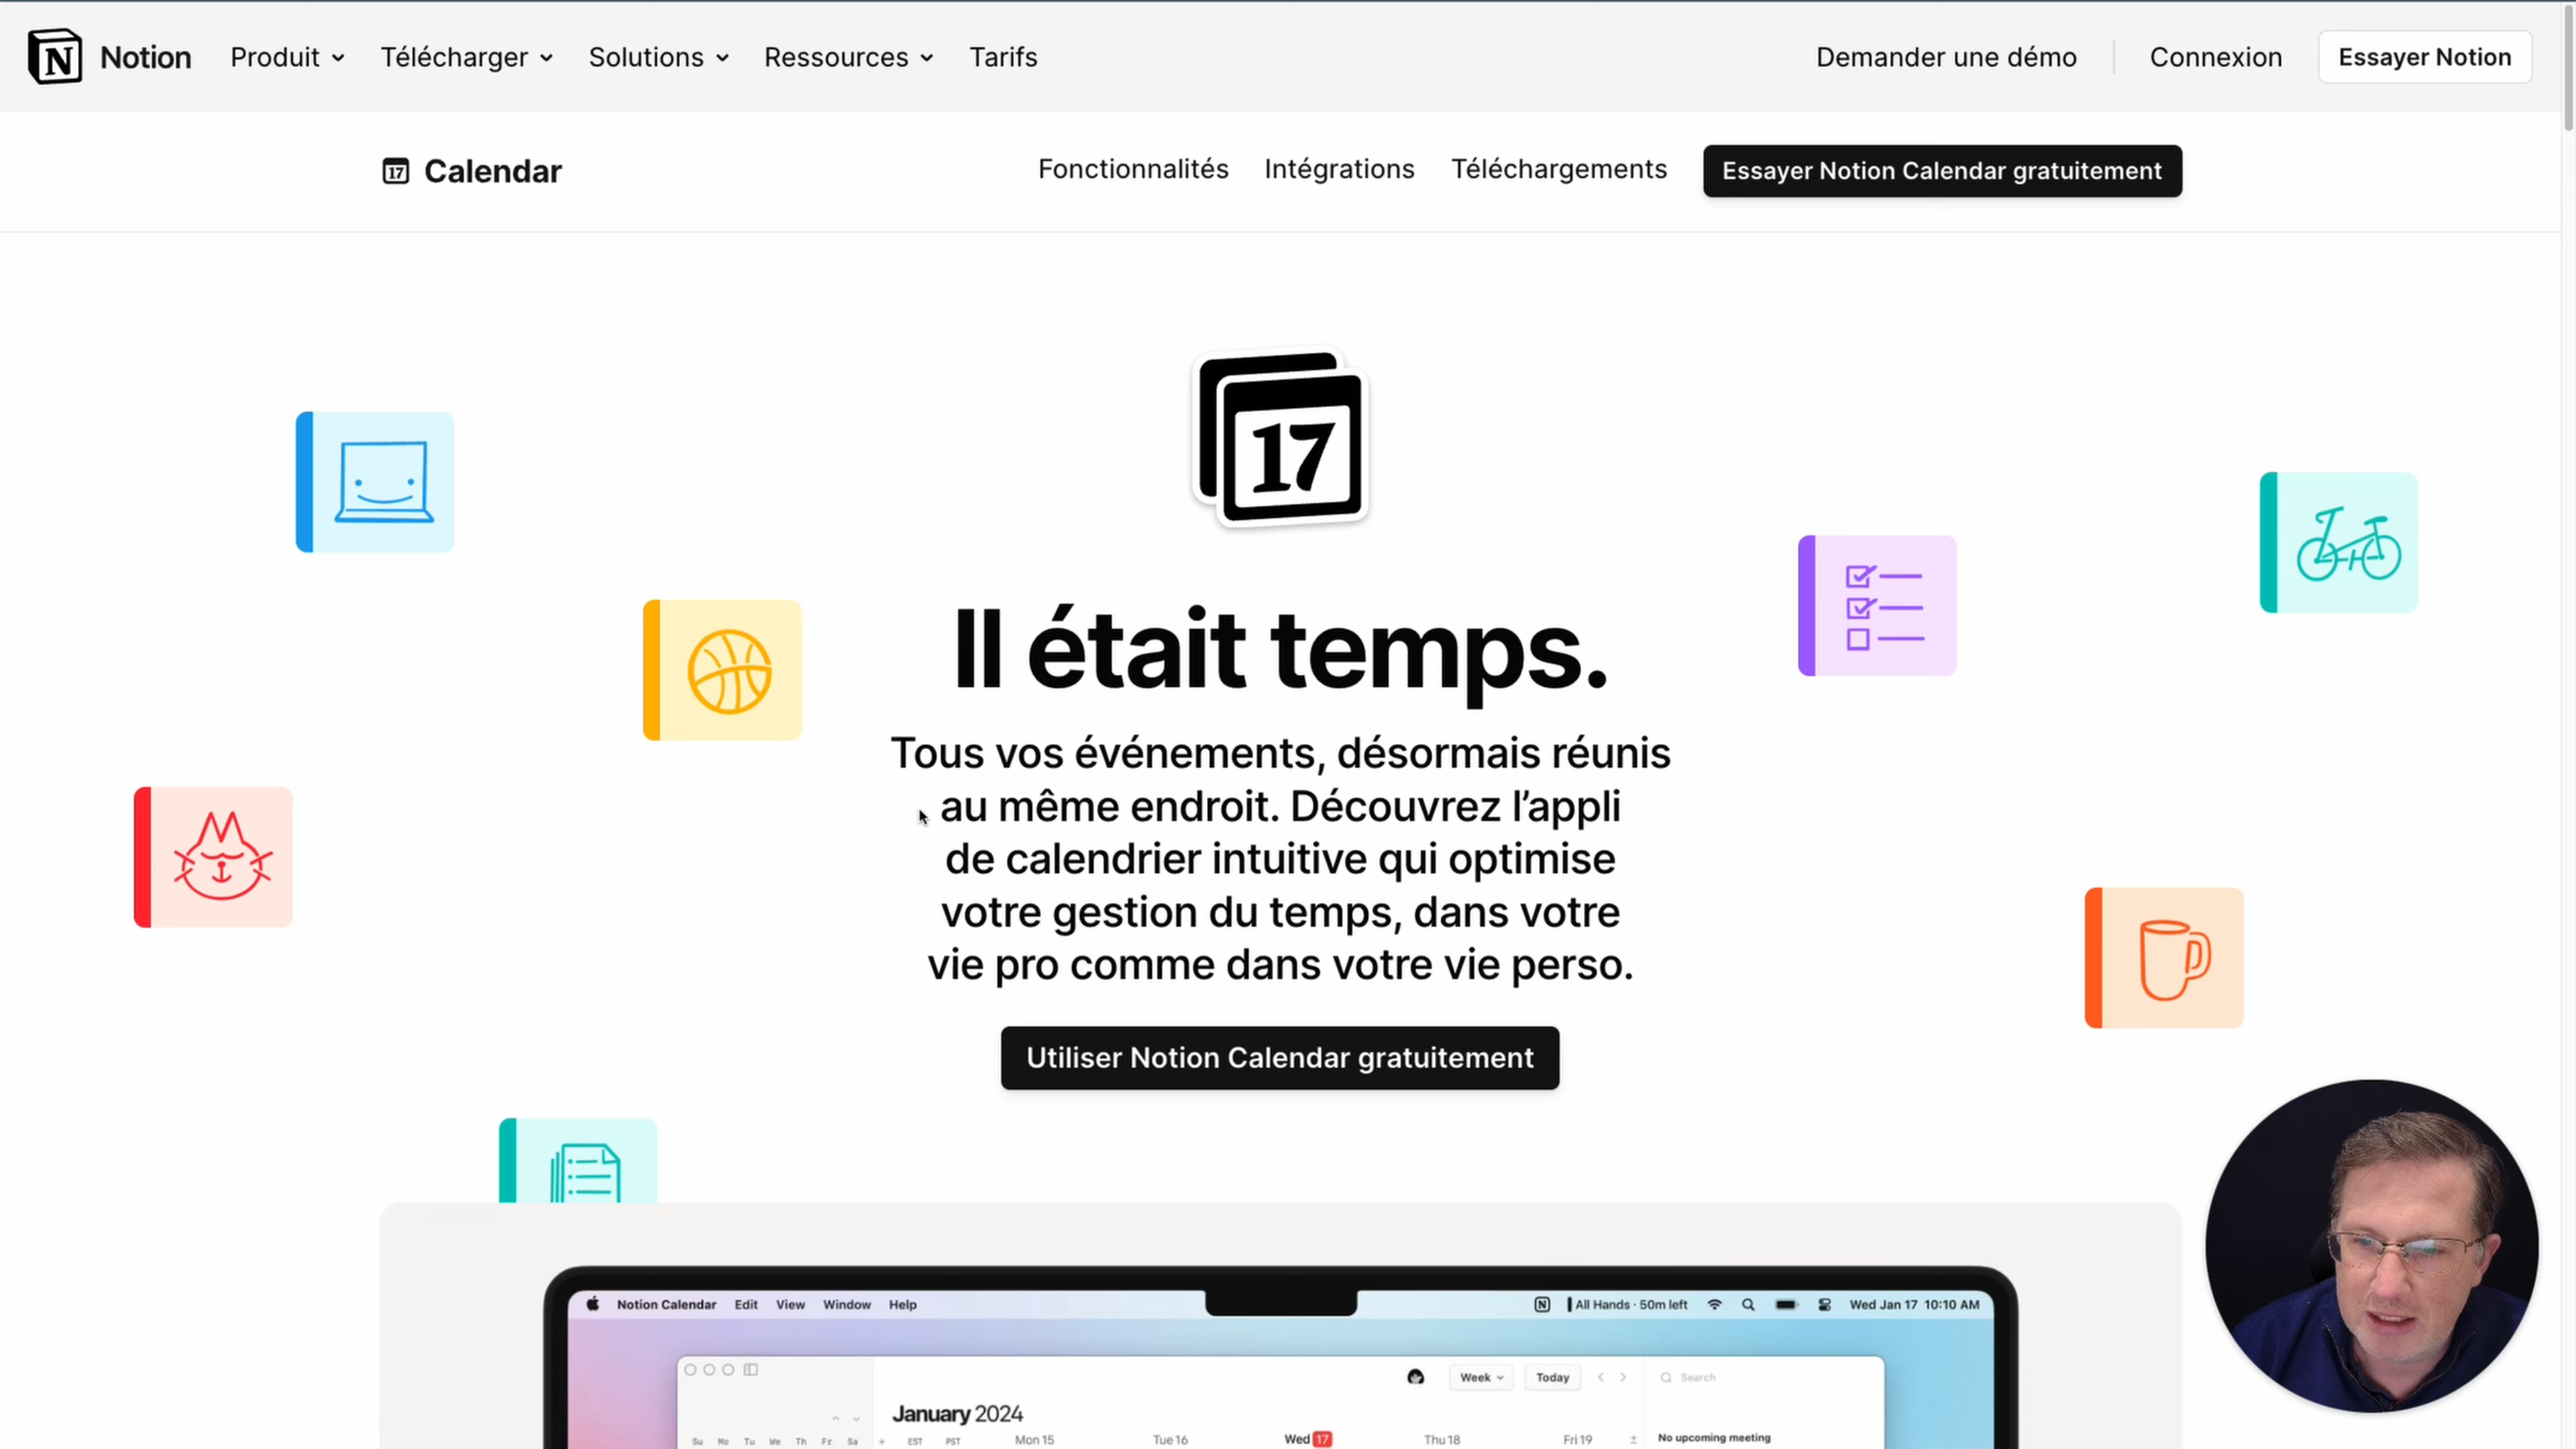 Notion Produit Télécharger Solutions Ressources Tarifs Demander une démo Connexion Essayer Notion
17 Calendar Fonctionnalités Intégrations Téléchargements Essayer Notion Calendar gratuitement
17
Il était temps.
Tous vos événements, désormais réunis
au même endroit. Découvrez l’appli
de calendrier intuitive qui optimise
votre gestion du temps, dans votre
vie pro comme dans votre vie perso.
Utiliser Notion Calendar gratuitement
Notion Calendar Edit View Window Help All Hands · 50m left Wed Jan 17 10:10 AM
Week Today Search
January 2024
Su Mo Tu We Th Fr Sa EST PST Mon 15 Tue 16 Wed 17 Thu 18 Fri 19 No upcoming meeting